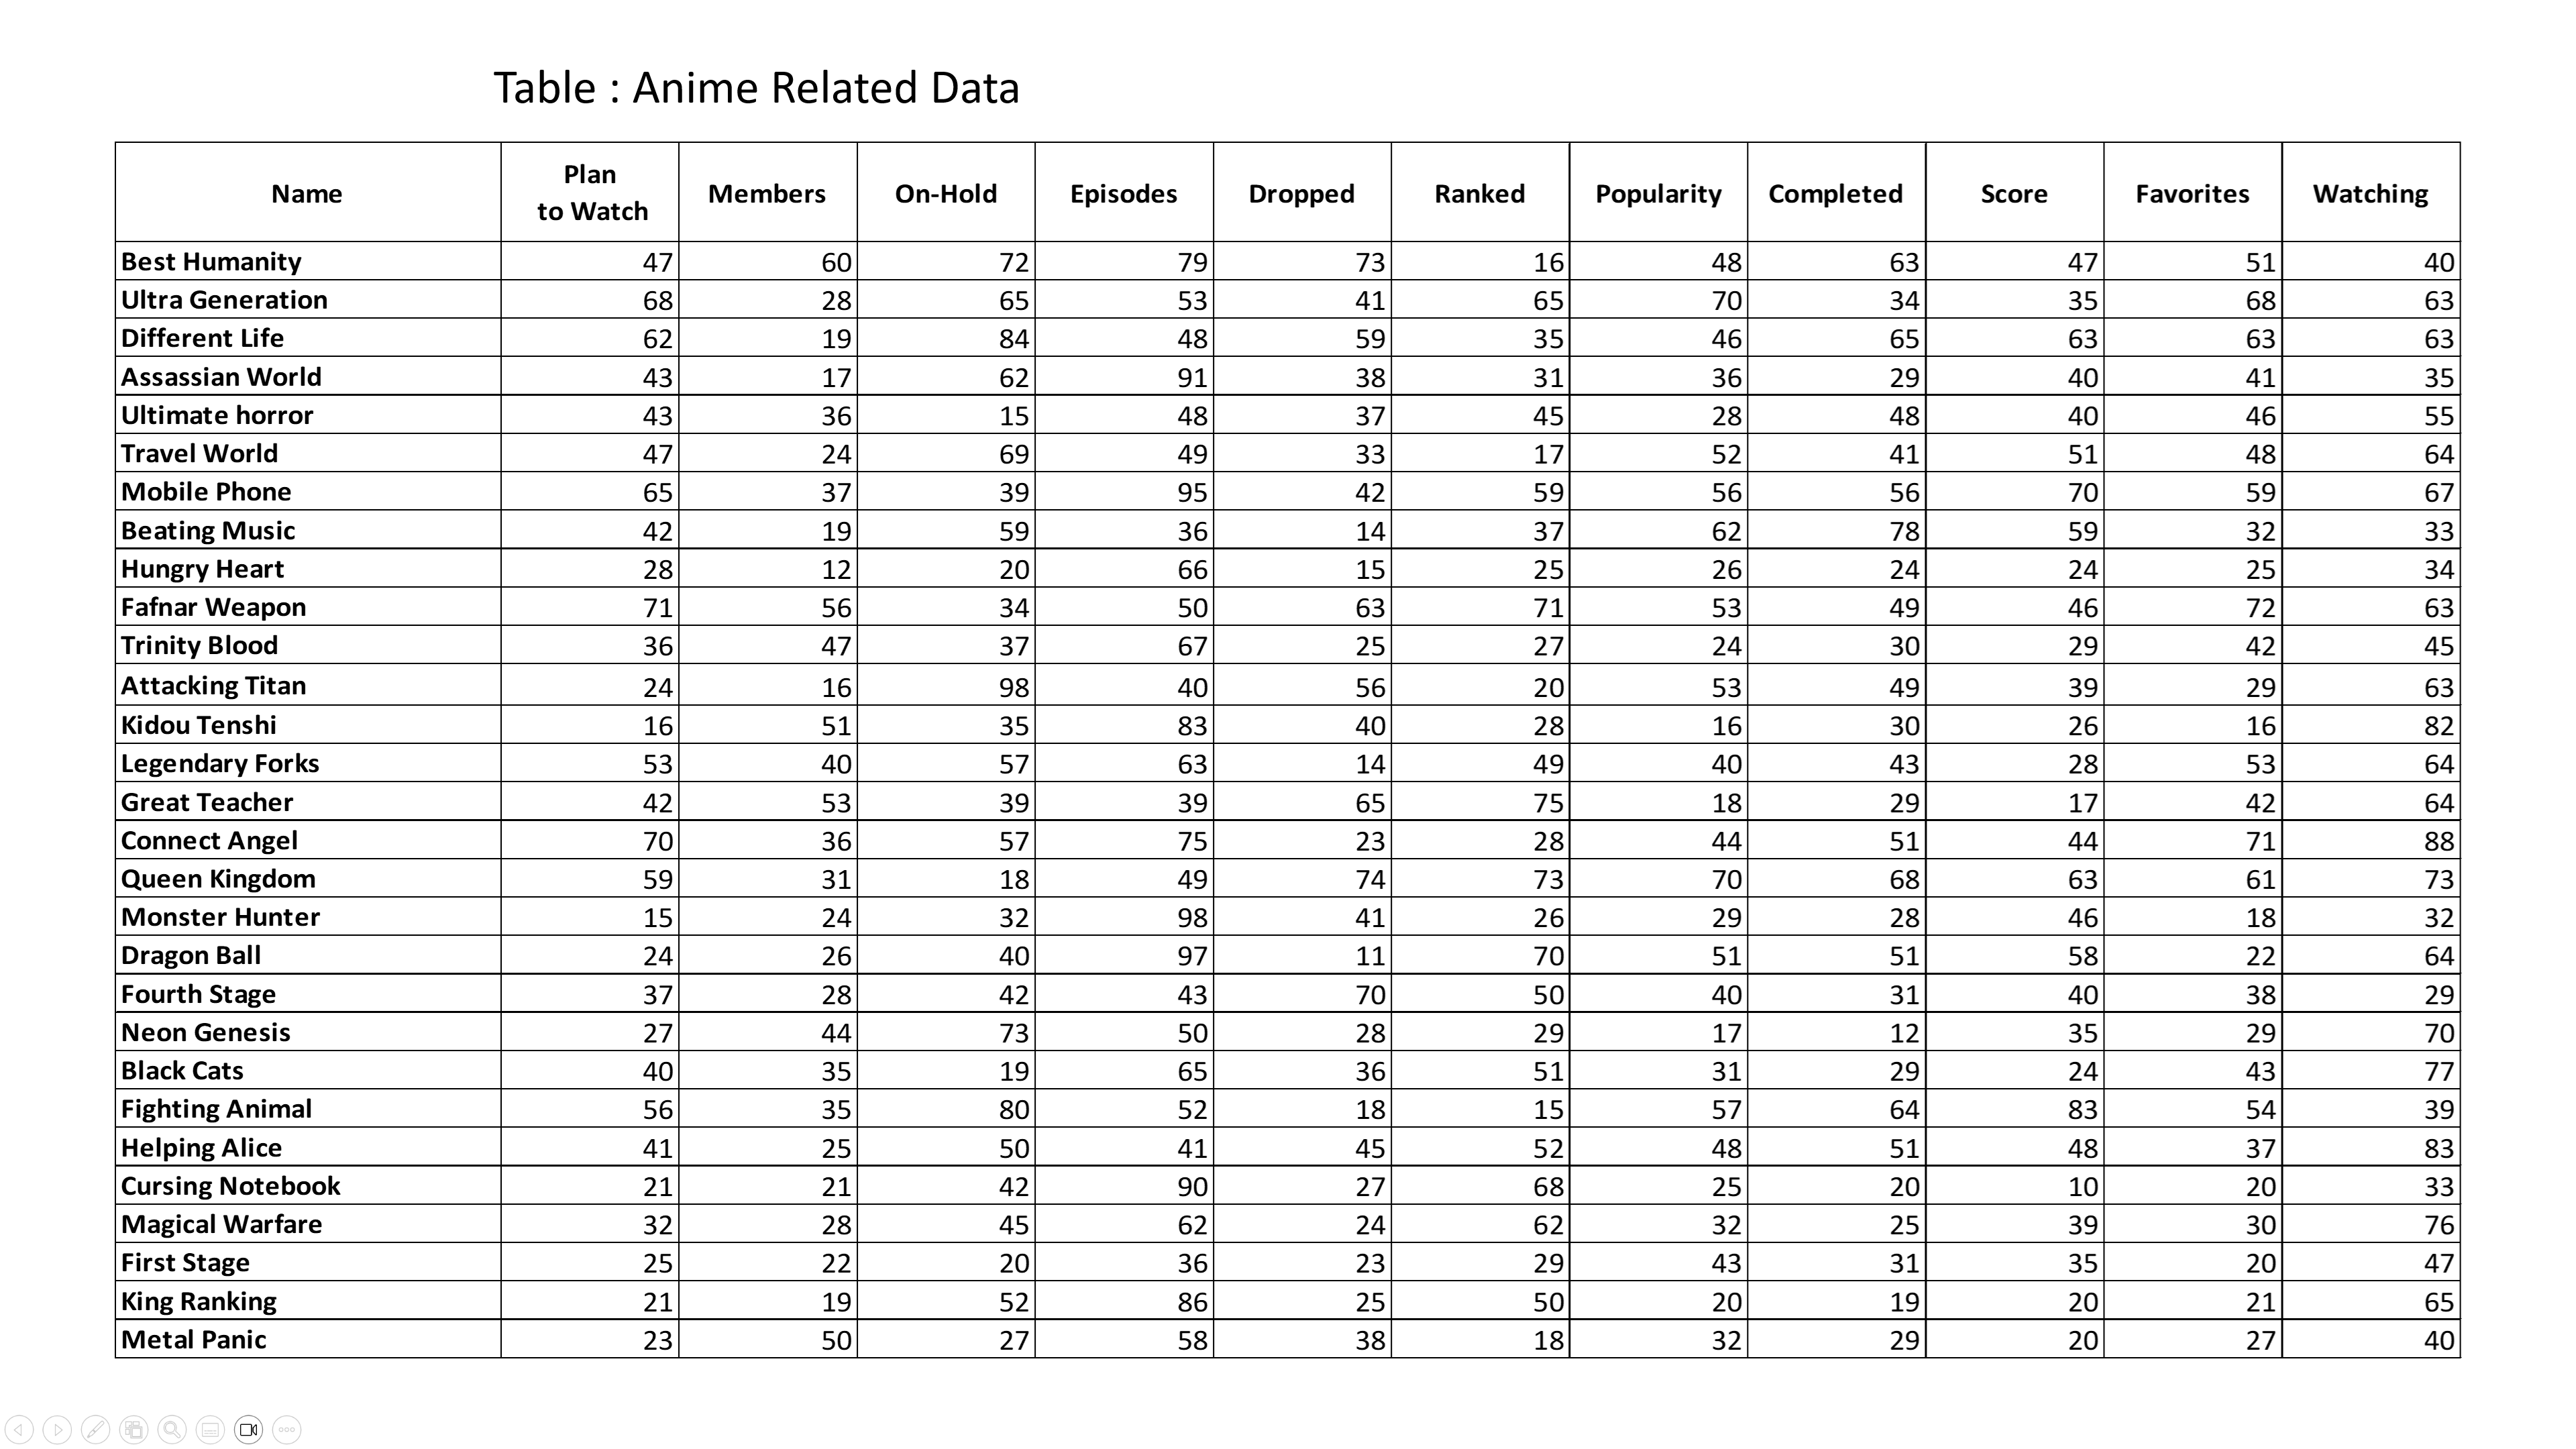 Table : Anime Related Data
Name Plan to Watch Members On-Hold Episodes Dropped Ranked Popularity Completed Score Favorites Watching
Best Humanity 47 60 72 79 73 16 48 63 47 51 40
Ultra Generation 68 28 65 53 41 65 70 34 35 68 63
Different Life 62 19 84 48 59 35 46 65 63 63 63
Assassian World 43 17 62 91 38 31 36 29 40 41 35
Ultimate horror 43 36 15 48 37 45 28 48 40 46 55
Travel World 47 24 69 49 33 17 52 41 51 48 64
Mobile Phone 65 37 39 95 42 59 56 56 70 59 67
Beating Music 42 19 59 36 14 37 62 78 59 32 33
Hungry Heart 28 12 20 66 15 25 26 24 24 25 34
Fafnar Weapon 71 56 34 50 63 71 53 49 46 72 63
Trinity Blood 36 47 37 67 25 27 24 30 29 42 45
Attacking Titan 24 16 98 40 56 20 53 49 39 29 63
Kidou Tenshi 16 51 35 83 40 28 16 30 26 16 82
Legendary Forks 53 40 57 63 14 49 40 43 28 53 64
Great Teacher 42 53 39 39 65 75 18 29 17 42 64
Connect Angel 70 36 57 75 23 28 44 51 44 71 88
Queen Kingdom 59 31 18 49 74 73 70 68 63 61 73
Monster Hunter 15 24 32 98 41 26 29 28 46 18 32
Dragon Ball 24 26 40 97 11 70 51 51 58 22 64
Fourth Stage 37 28 42 43 70 50 40 31 40 38 29
Neon Genesis 27 44 73 50 28 29 17 12 35 29 70
Black Cats 40 35 19 65 36 51 31 29 24 43 77
Fighting Animal 56 35 80 52 18 15 57 64 83 54 39
Helping Alice 41 25 50 41 45 52 48 51 48 37 83
Cursing Notebook 21 21 42 90 27 68 25 20 10 20 33
Magical Warfare 32 28 45 62 24 62 32 25 39 30 76
First Stage 25 22 20 36 23 29 43 31 35 20 47
King Ranking 21 19 52 86 25 50 20 19 20 21 65
Metal Panic 23 50 27 58 38 18 32 29 20 27 40